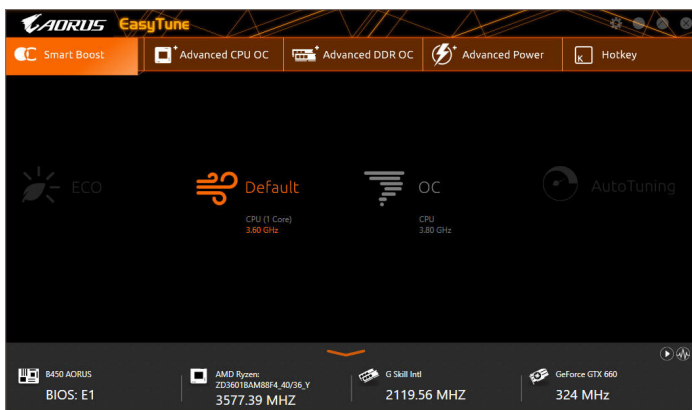 AORUS EasyTune
Smart Boost
Advanced CPU OC
Advanced DDR OC
Advanced Power
K Hotkey
ECO
Default
OC
AutoTuning
CPU (1 Core)
3.60 GHz
CPU
3.80 GHz
B450 AORUS
BIOS: E1
AMD Ryzen:
ZD3601BAM88F4_40/36_Y
3577.39 MHZ
G Skill Intl
2119.56 MHZ
GeForce GTX 660
324 MHz